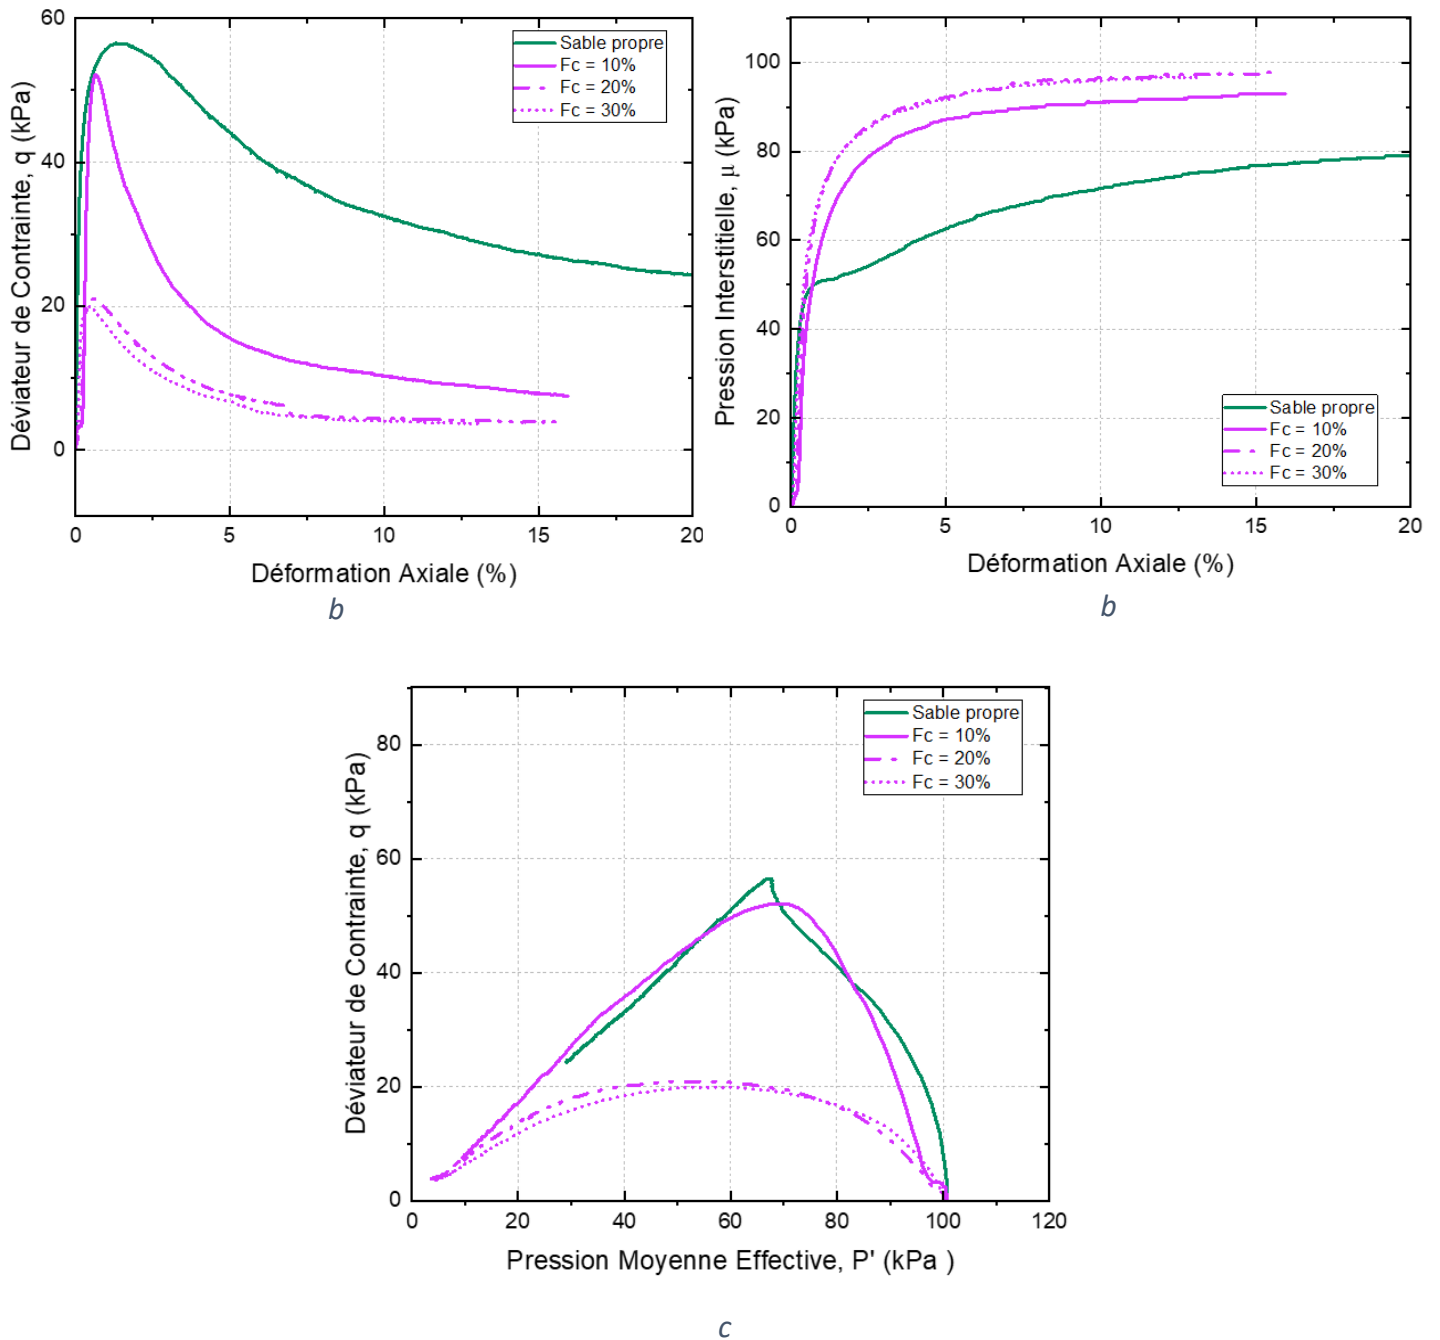 60
40
20
0
0
5
10
15
20
Déviateur de Contrainte, q (kPa)
Déformation Axiale (%)
Sable propre
Fc = 10%
Fc = 20%
Fc = 30%
b
100
80
60
40
20
0
0
5
10
15
20
Pression Interstitielle, μ (kPa)
Déformation Axiale (%)
Sable propre
Fc = 10%
Fc = 20%
Fc = 30%
b
80
60
40
20
0
0
20
40
60
80
100
120
Déviateur de Contrainte, q (kPa)
Pression Moyenne Effective, P' (kPa )
Sable propre
Fc = 10%
Fc = 20%
Fc = 30%
c